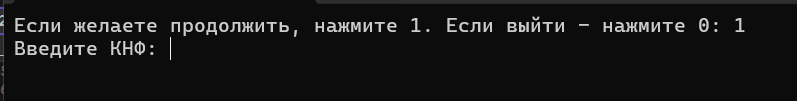 Если желаете продолжить, нажмите 1. Если выйти - нажмите 0: 1
Введите КНФ: